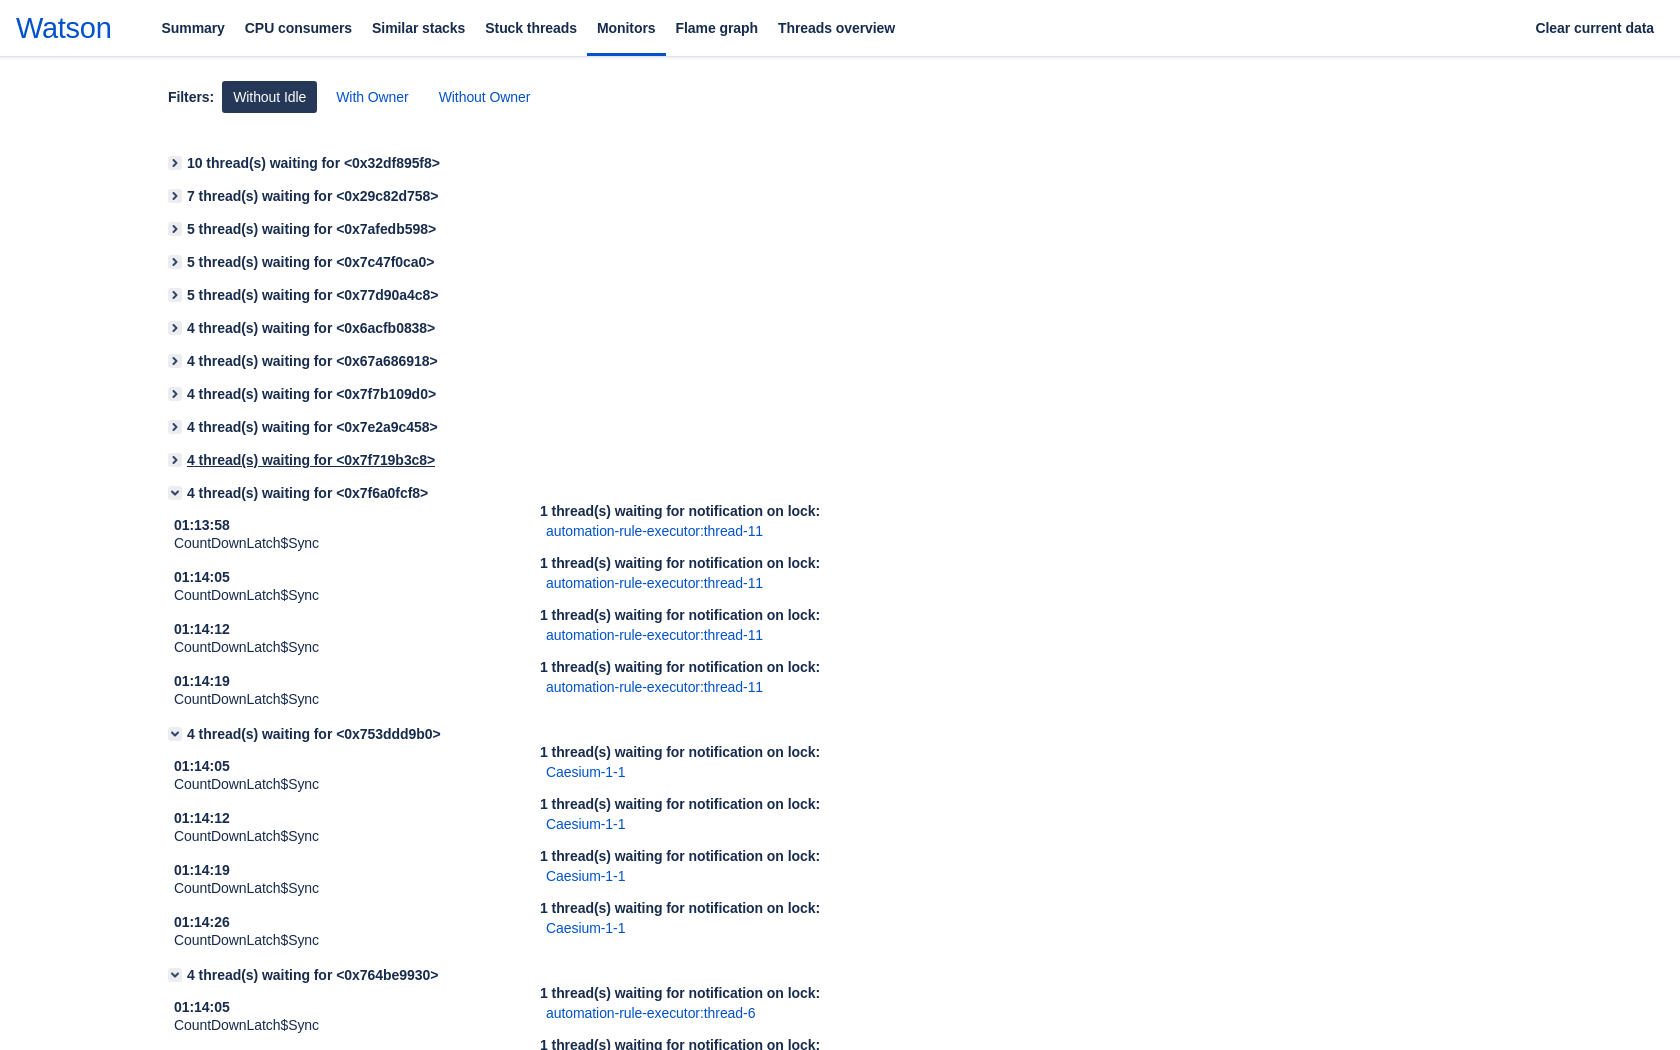 Watson
Summary
CPU consumers
Similar stacks
Stuck threads
Monitors
Flame graph
Threads overview
Clear current data
Filters:
Without Idle
With Owner
Without Owner
10 thread(s) waiting for <0x32df895f8>
7 thread(s) waiting for <0x29c82d758>
5 thread(s) waiting for <0x7afedb598>
5 thread(s) waiting for <0x7c47f0ca0>
5 thread(s) waiting for <0x77d90a4c8>
4 thread(s) waiting for <0x6acfb0838>
4 thread(s) waiting for <0x67a686918>
4 thread(s) waiting for <0x7f7b109d0>
4 thread(s) waiting for <0x7e2a9c458>
4 thread(s) waiting for <0x7f719b3c8>
4 thread(s) waiting for <0x7f6a0fcf8>
01:13:58
CountDownLatch$Sync
1 thread(s) waiting for notification on lock:
automation-rule-executor:thread-11
01:14:05
CountDownLatch$Sync
1 thread(s) waiting for notification on lock:
automation-rule-executor:thread-11
01:14:12
CountDownLatch$Sync
1 thread(s) waiting for notification on lock:
automation-rule-executor:thread-11
01:14:19
CountDownLatch$Sync
1 thread(s) waiting for notification on lock:
automation-rule-executor:thread-11
4 thread(s) waiting for <0x753ddd9b0>
01:14:05
CountDownLatch$Sync
1 thread(s) waiting for notification on lock:
Caesium-1-1
01:14:12
CountDownLatch$Sync
1 thread(s) waiting for notification on lock:
Caesium-1-1
01:14:19
CountDownLatch$Sync
1 thread(s) waiting for notification on lock:
Caesium-1-1
01:14:26
CountDownLatch$Sync
1 thread(s) waiting for notification on lock:
Caesium-1-1
4 thread(s) waiting for <0x764be9930>
01:14:05
CountDownLatch$Sync
1 thread(s) waiting for notification on lock:
automation-rule-executor:thread-6
1 thread(s) waiting for notification on lock: